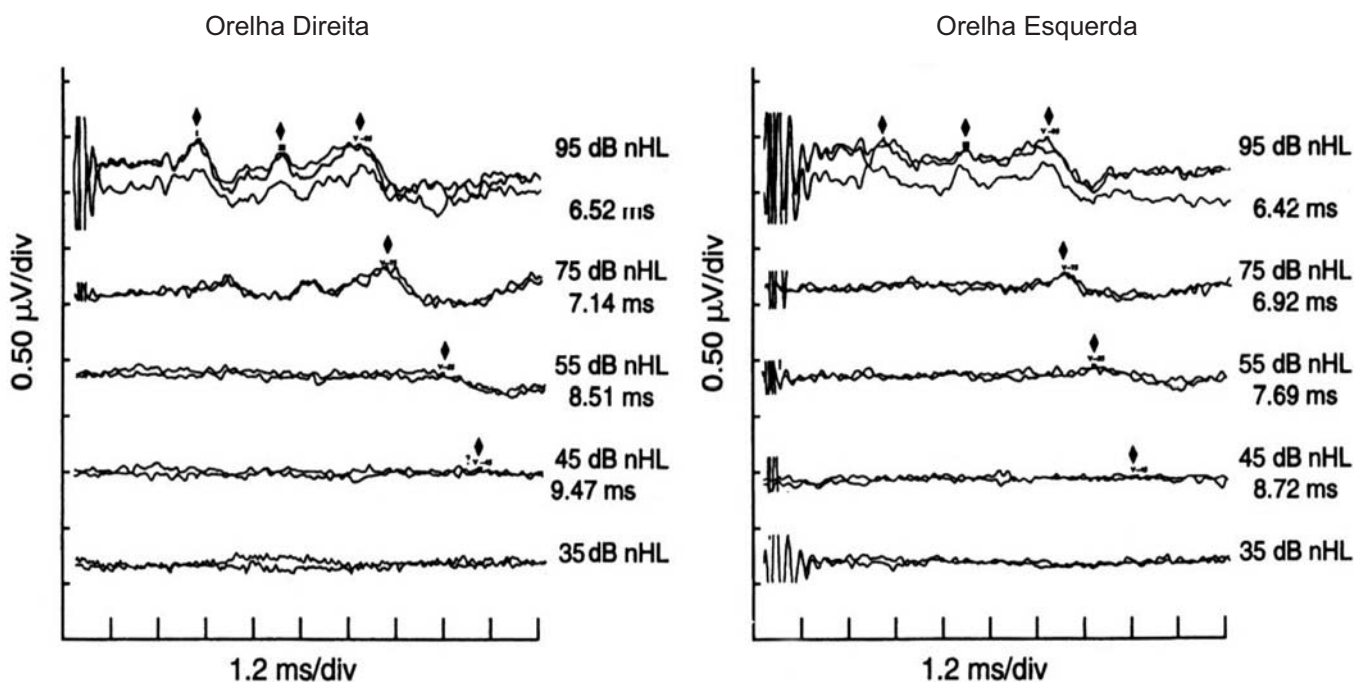 Orelha Direita
0.50 µV/div
95 dB nHL
6.52 ms
75 dB nHL
7.14 ms
55 dB nHL
8.51 ms
45 dB nHL
9.47 ms
35 dB nHL
1.2 ms/div
Orelha Esquerda
0.50 µV/div
95 dB nHL
6.42 ms
75 dB nHL
6.92 ms
55 dB nHL
7.69 ms
45 dB nHL
8.72 ms
35 dB nHL
1.2 ms/div